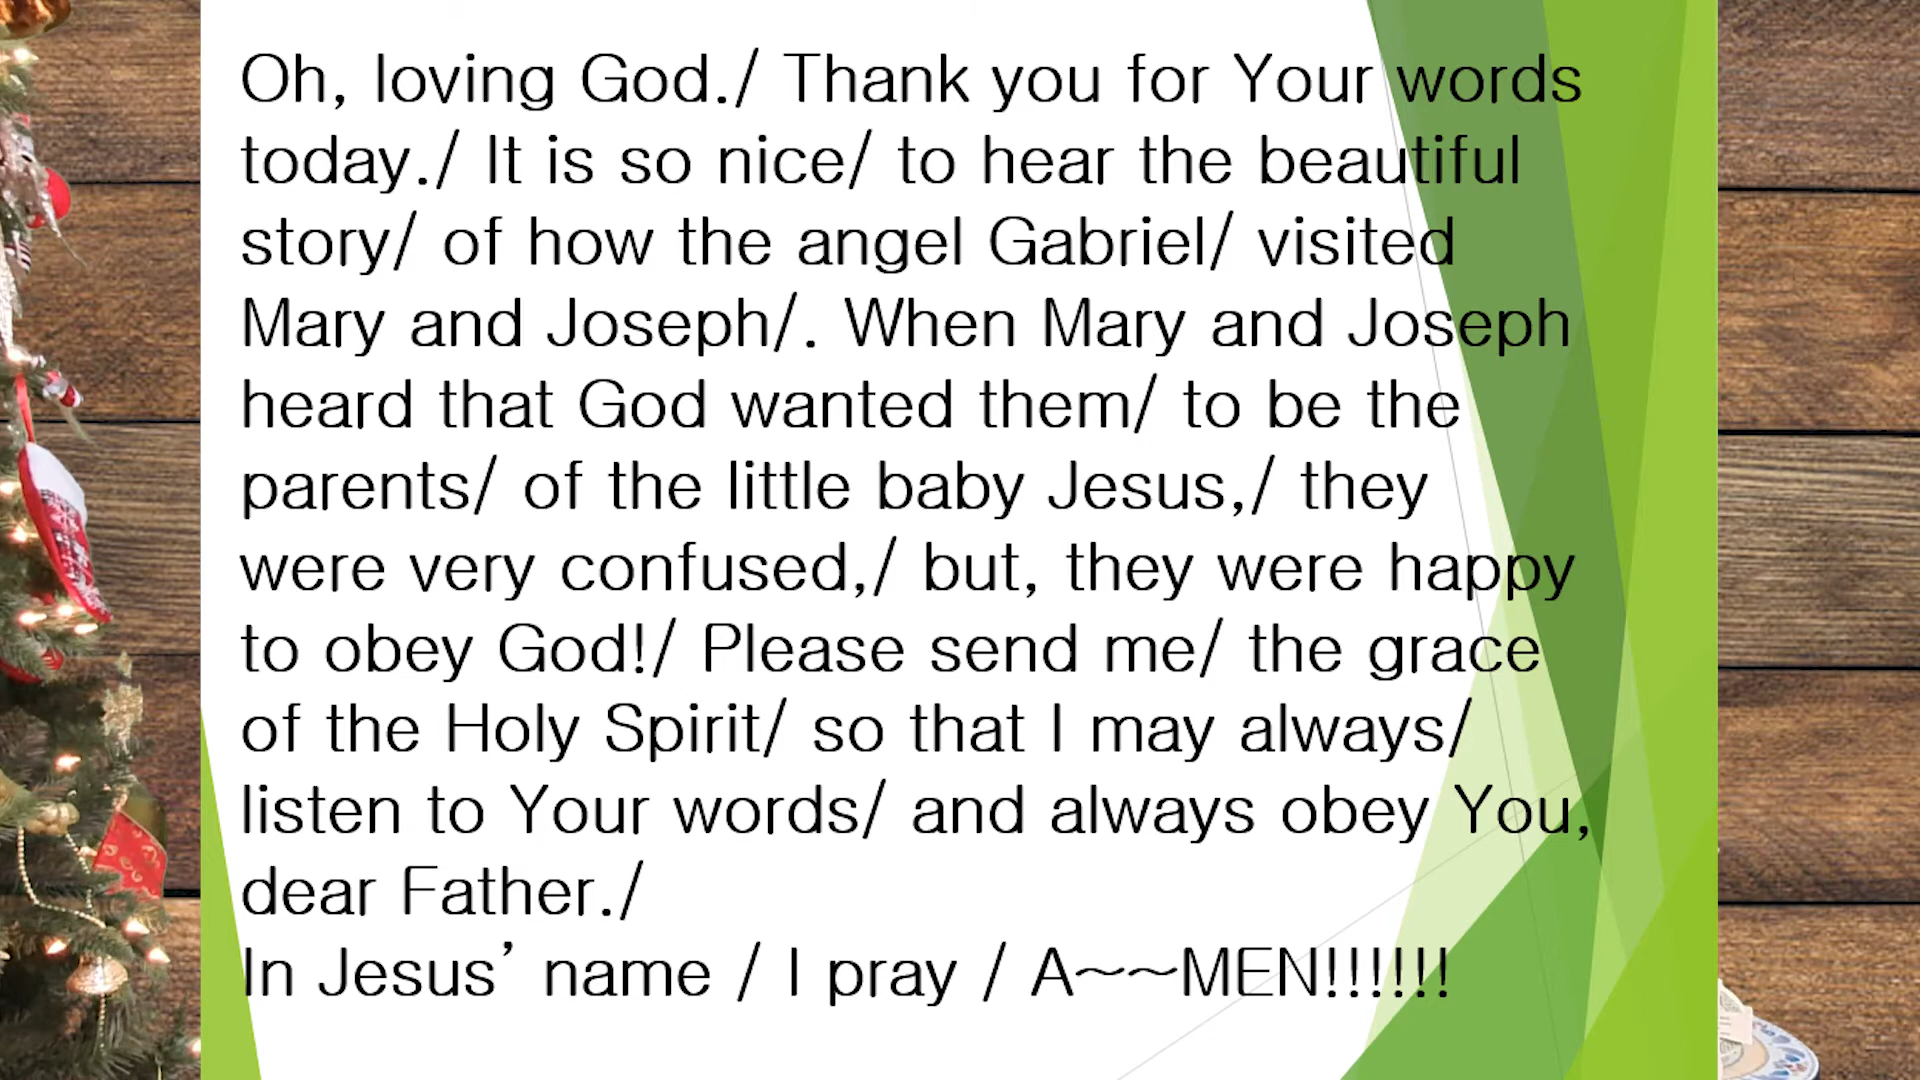 Oh, loving God./ Thank you for Your words
today./ It is so nice/ to hear the beautiful
story/ of how the angel Gabriel/ visited
Mary and Joseph/. When Mary and Joseph
heard that God wanted them/ to be the
parents/ of the little baby Jesus,/ they
were very confused,/ but, they were happy
to obey God!/ Please send me/ the grace
of the Holy Spirit/ so that I may always/
listen to Your words/ and always obey You,
dear Father./
In Jesus’ name / I pray / A~~MEN!!!!!!